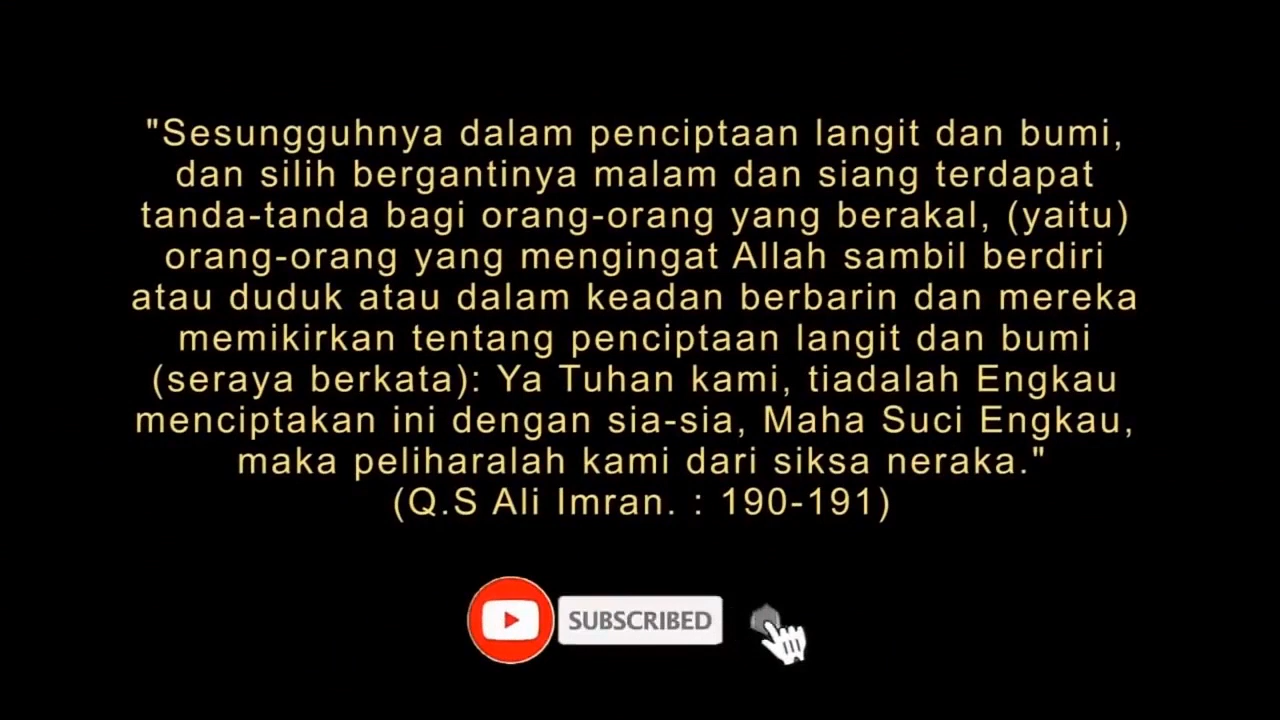 "Sesungguhnya dalam penciptaan langit dan bumi,
dan silih bergantinya malam dan siang terdapat
tanda-tanda bagi orang-orang yang berakal, (yaitu)
orang-orang yang mengingat Allah sambil berdiri
atau duduk atau dalam keadan berbarin dan mereka
memikirkan tentang penciptaan langit dan bumi
(seraya berkata): Ya Tuhan kami, tiadalah Engkau
menciptakan ini dengan sia-sia, Maha Suci Engkau,
maka peliharalah kami dari siksa neraka."
(Q.S Ali Imran. : 190-191)
SUBSCRIBED